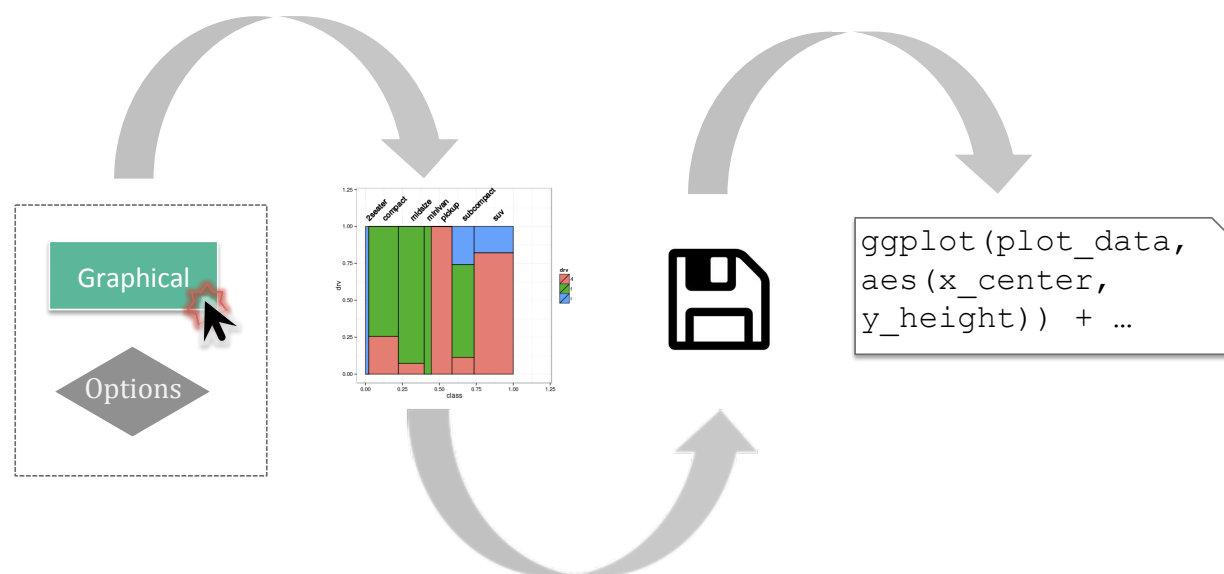 Graphical
Options
1.25
1.00
0.75
0.50
0.25
0.00
drv
2seater
compact
midsize
minivan
pickup
subcompact
suv
0.00
0.25
0.50
0.75
1.00
1.25
class
drv
ggplot(plot_data,
aes(x_center,
y_height)) + …